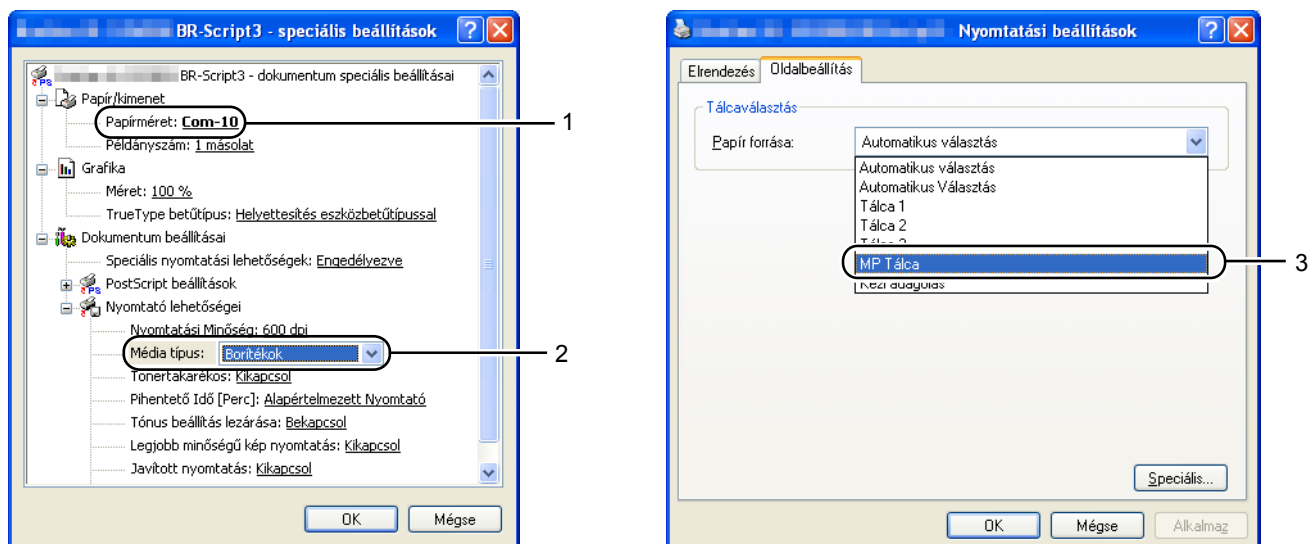 BR-Script3 - speciális beállítások
BR-Script3 - dokumentum speciális beállításai
Papír/kimenet
Papírméret: Com-10
Példányszám: 1 másolat
Grafika
Méret: 100 %
TrueType betűtípus: Helyettesítés eszközbetűtípussal
Dokumentum beállításai
Speciális nyomtatási lehetőségek: Engedélyezve
PostScript beállítások
Nyomtató lehetőségei
Nyomtatási Minőség: 600 dpi
Média típus: Borítékok
Tonertakarékos: Kikapcsol
Pihentető Idő [Perc]: Alapértelmezett Nyomtató
Tónus beállítás lezárása: Bekapcsol
Legjobb minőségű kép nyomtatás: Kikapcsol
Javított nyomtatás: Kikapcsol
OK Mégse
1
2
Nyomtatási beállítások
Elrendezés Oldalbeállítás
Tálcaválasztás
Papír forrása: Automatikus választás
Automatikus választás
Automatikus Választás
Tálca 1
Tálca 2
Tálca 3
MP Tálca
Kézi adagolás
3
Speciális...
OK Mégse Alkalmaz